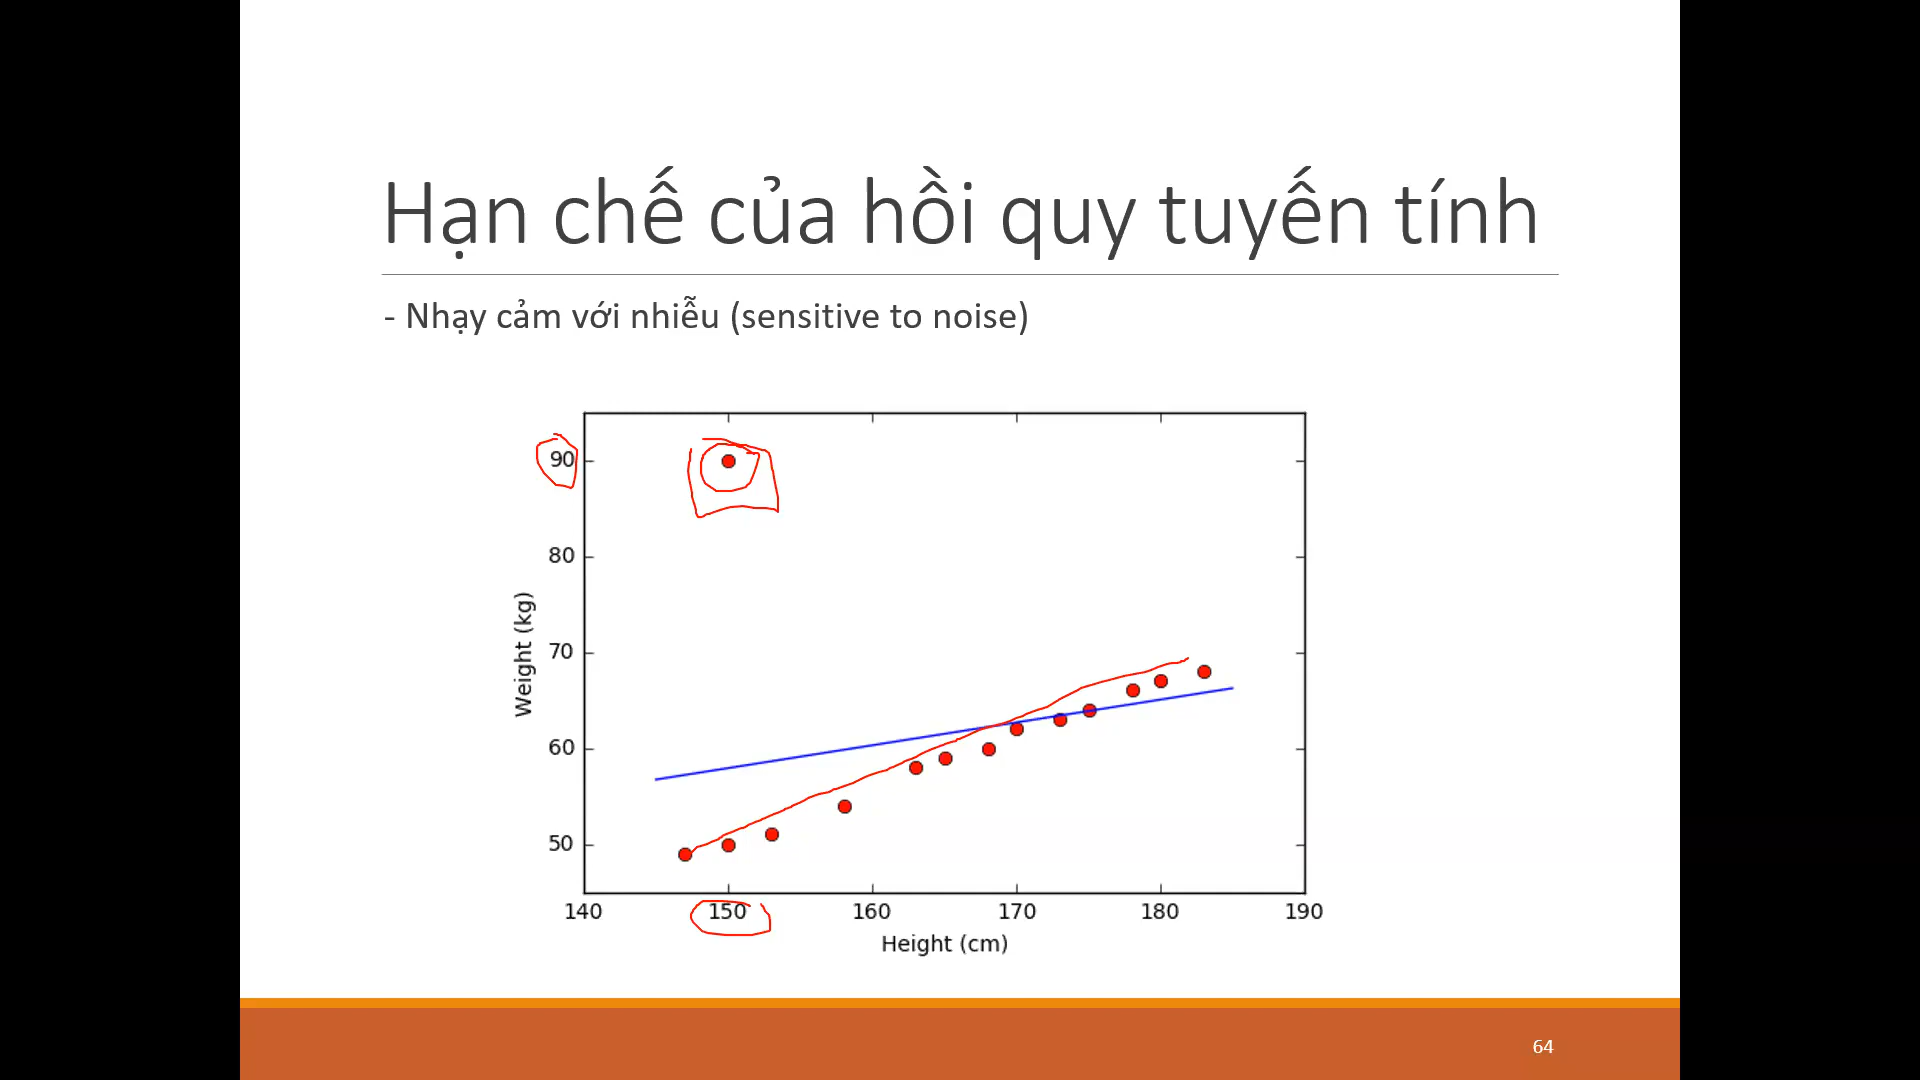 Hạn chế của hồi quy tuyến tính
- Nhạy cảm với nhiễu (sensitive to noise)
90
80
70
60
50
Weight (kg)
140 150 160 170 180 190
Height (cm)
64